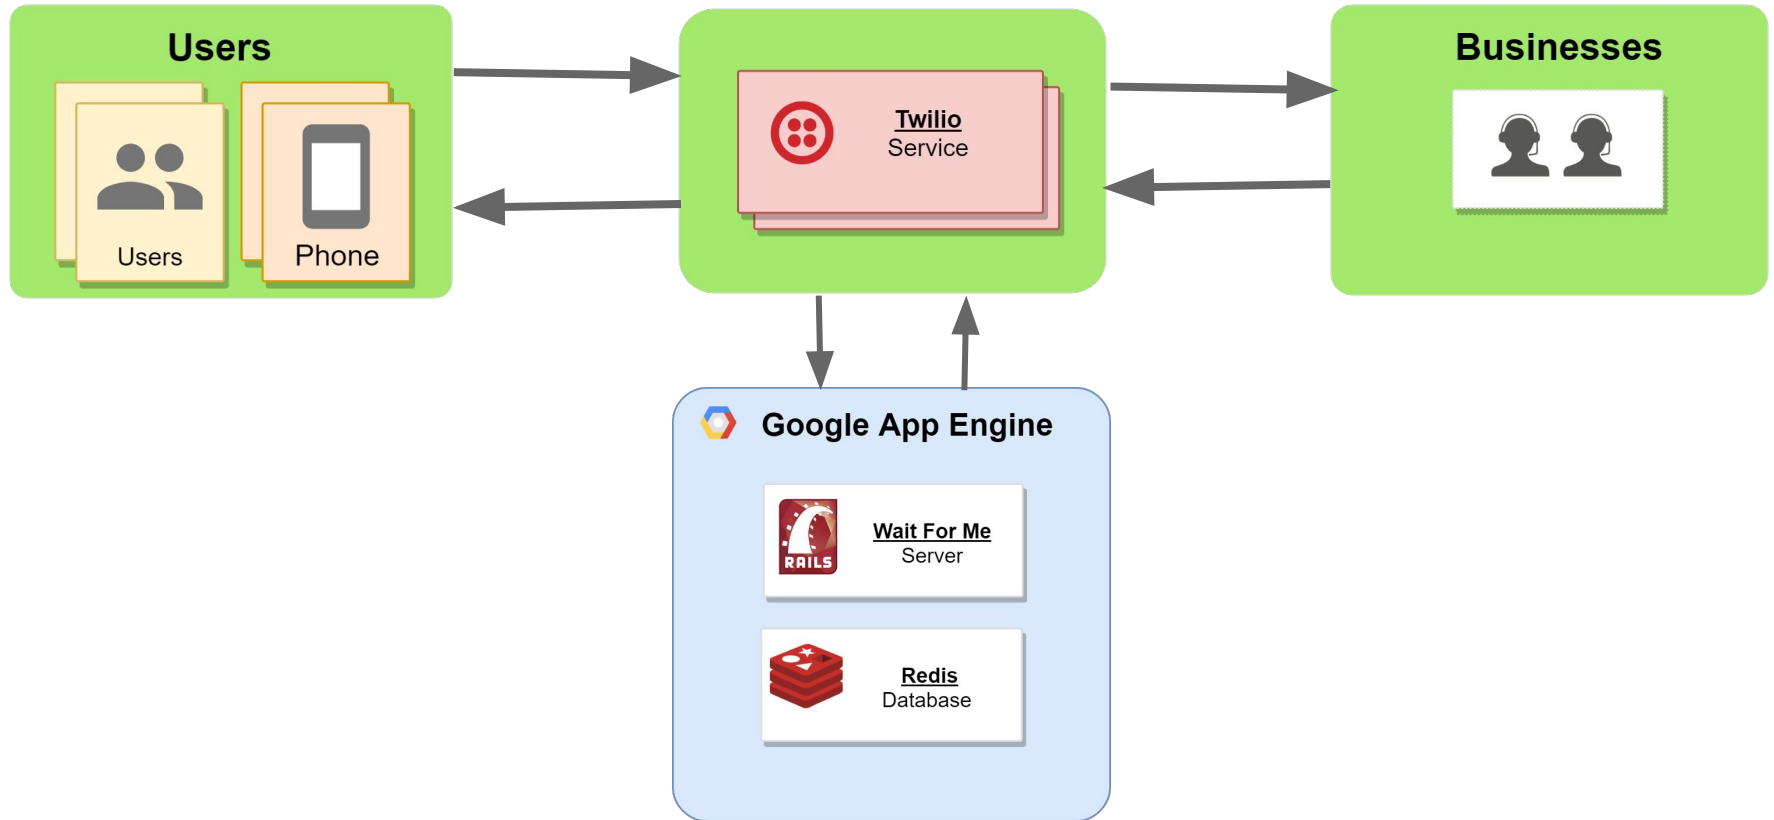 Users
Users
Phone
Twilio
Service
Businesses
Google App Engine
RAILS
Wait For Me
Server
Redis
Database